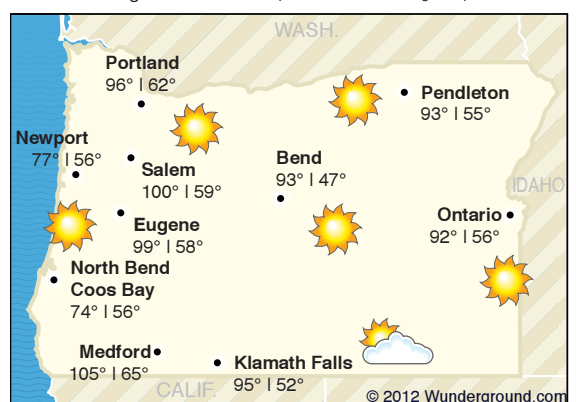 WASH.
Portland
96° | 62°
Pendleton
93° | 55°
Newport
77° | 56°
Salem
100° | 59°
Bend
93° | 47°
IDAHO
Ontario
92° | 56°
Eugene
99° | 58°
North Bend
Coos Bay
74° | 56°
Medford
105° | 65°
Klamath Falls
95° | 52°
CALIF.
© 2012 Wunderground.com